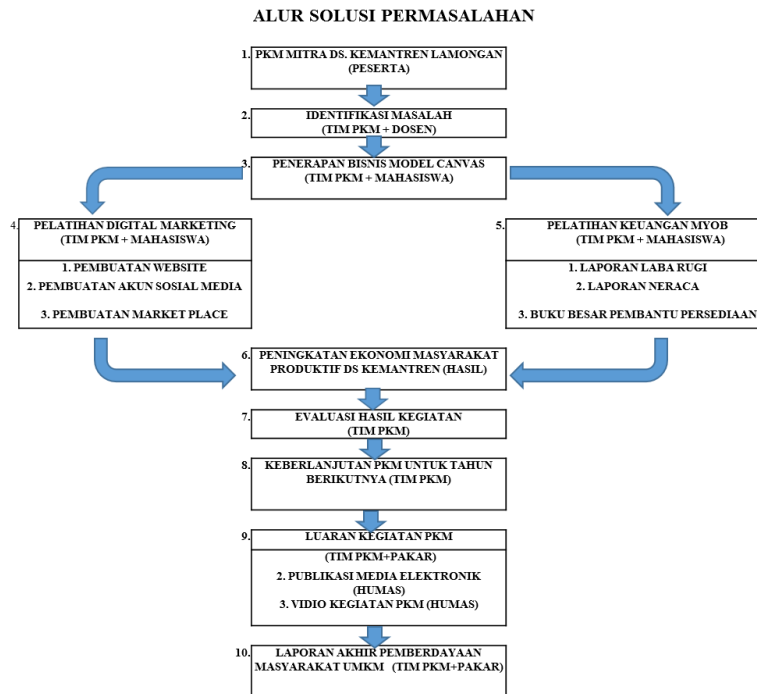 ALUR SOLUSI PERMASALAHAN
1. PKM MITRA DS. KEMANTREN LAMONGAN
(PESERTA)
2. IDENTIFIKASI MASALAH
(TIM PKM + DOSEN)
3. PENERAPAN BISNIS MODEL CANVAS
(TIM PKM + MAHASISWA)
4. PELATIHAN DIGITAL MARKETING
(TIM PKM + MAHASISWA)
1. PEMBUATAN WEBSITE
2. PEMBUATAN AKUN SOSIAL MEDIA
3. PEMBUATAN MARKET PLACE
5. PELATIHAN KEUANGAN MYOB
(TIM PKM + MAHASISWA)
1. LAPORAN LABA RUGI
2. LAPORAN NERACA
3. BUKU BESAR PEMBANTU PERSEDIAAN
6. PENINGKATAN EKONOMI MASYARAKAT
PRODUKTIF DS KEMANTREN (HASIL)
7. EVALUASI HASIL KEGIATAN
(TIM PKM)
8. KEBERLANJUTAN PKM UNTUK TAHUN
BERIKUTNYA (TIM PKM)
9. LUARAN KEGIATAN PKM
(TIM PKM+PAKAR)
2. PUBLIKASI MEDIA ELEKTRONIK
(HUMAS)
3. VIDIO KEGIATAN PKM (HUMAS)
10. LAPORAN AKHIR PEMBERDAYAAN
MASYARAKAT UMKM (TIM PKM+PAKAR)